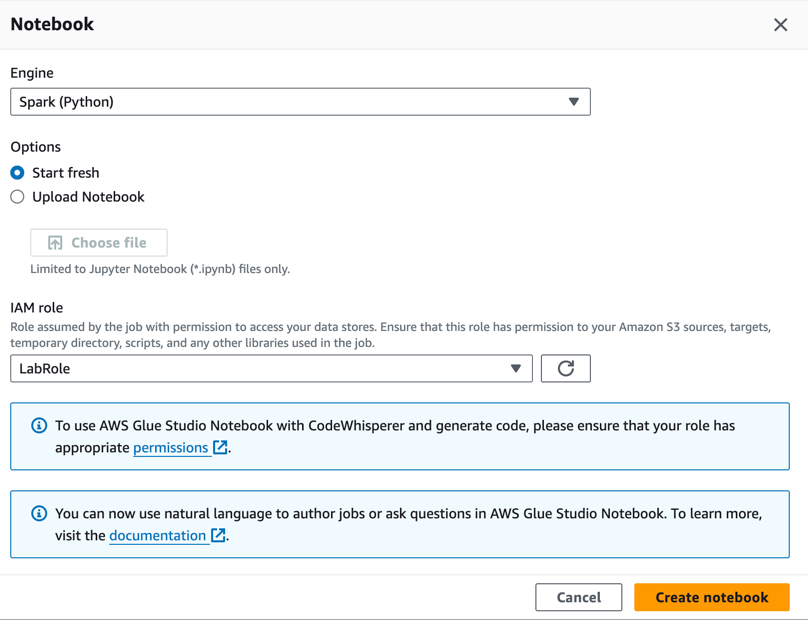 Notebook
Engine
Spark (Python)
Options
Start fresh
Upload Notebook
Choose file
Limited to Jupyter Notebook (*.ipynb) files only.
IAM role
Role assumed by the job with permission to access your data stores. Ensure that this role has permission to your Amazon S3 sources, targets,
temporary directory, scripts, and any other libraries used in the job.
LabRole
To use AWS Glue Studio Notebook with CodeWhisperer and generate code, please ensure that your role has
appropriate permissions.
You can now use natural language to author jobs or ask questions in AWS Glue Studio Notebook. To learn more,
visit the documentation.
Cancel
Create notebook